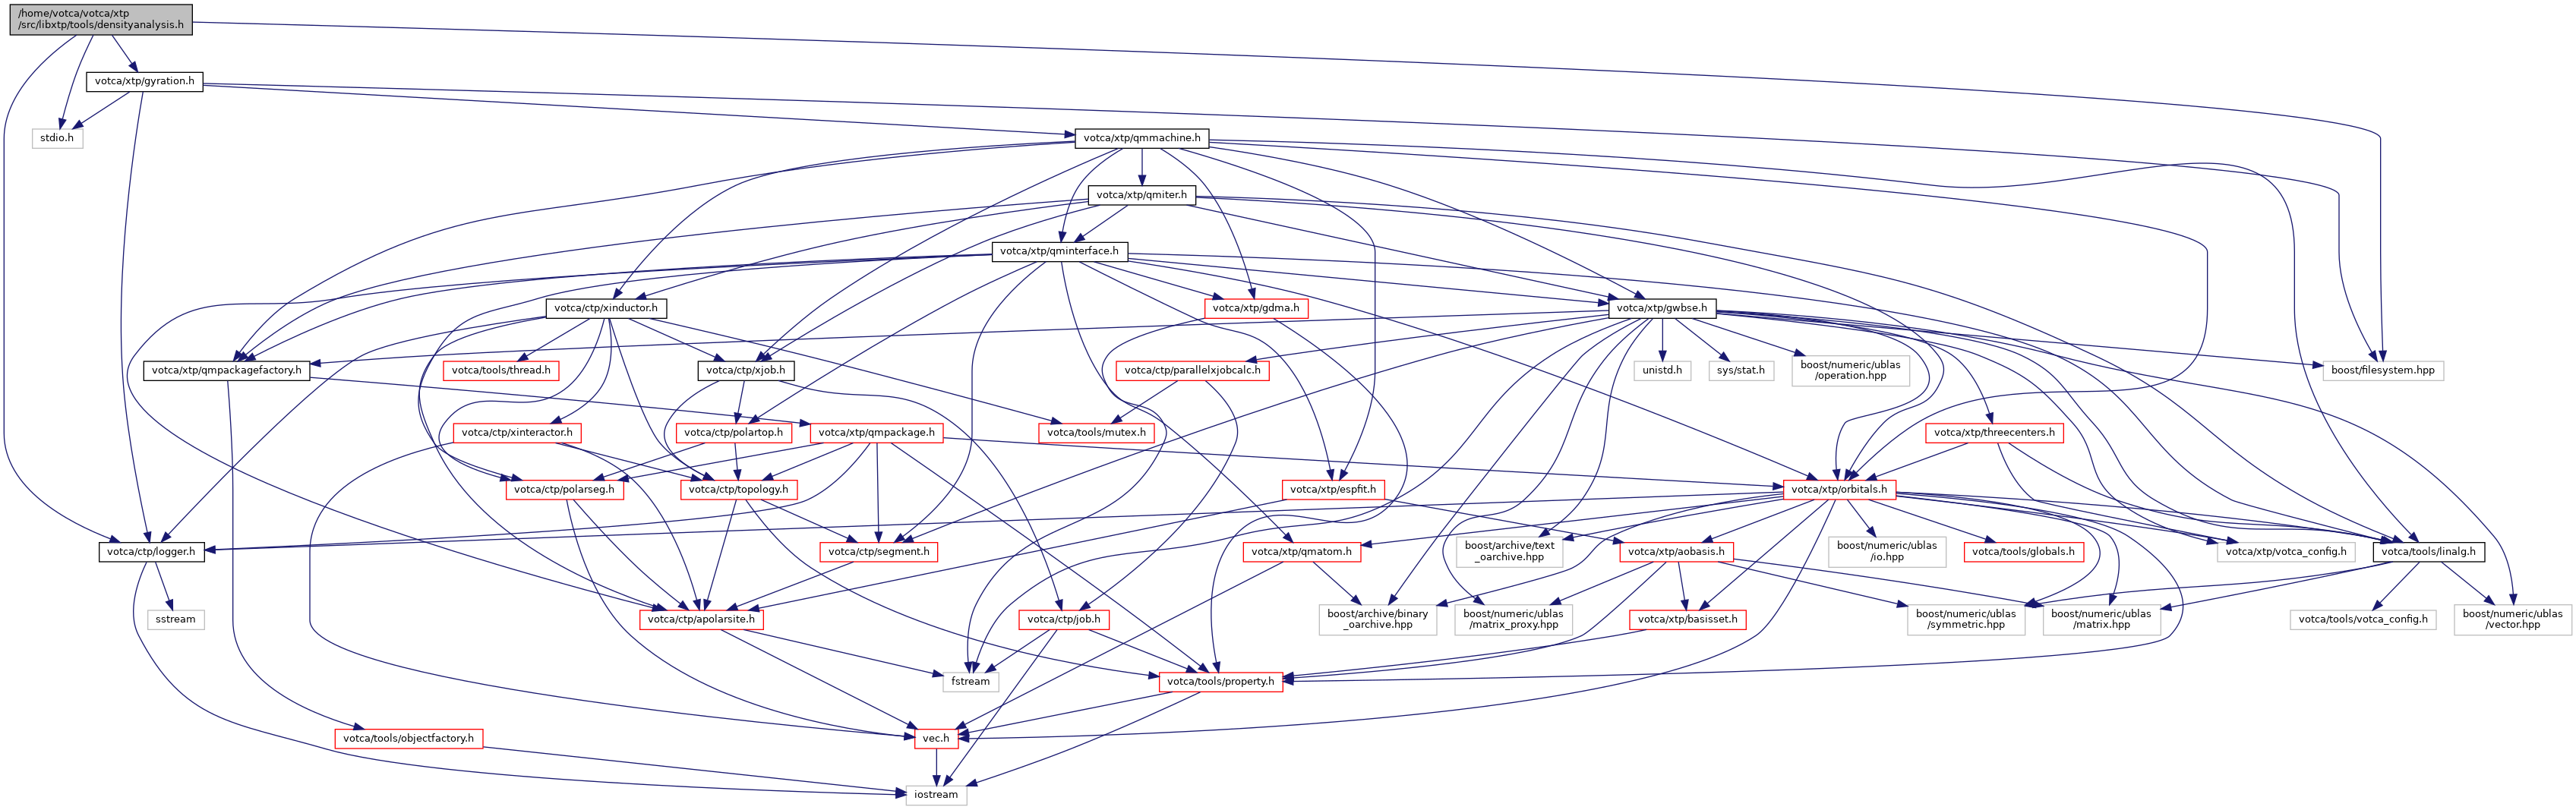 /home/votca/votca/xtp
/src/libxtp/tools/densityanalysis.h
votca/xtp/gyration.h
stdio.h
votca/xtp/qmmachine.h
votca/xtp/qmiter.h
votca/xtp/qminterface.h
votca/ctp/xinductor.h
votca/xtp/gdma.h
votca/xtp/gwbse.h
votca/xtp/qmpackagefactory.h
votca/tools/thread.h
votca/ctp/xjob.h
votca/ctp/parallelxjobcalc.h
unistd.h
sys/stat.h
boost/numeric/ublas
/operation.hpp
boost/filesystem.hpp
votca/ctp/xinteractor.h
votca/ctp/polartop.h
votca/xtp/qmpackage.h
votca/tools/mutex.h
votca/xtp/threecenters.h
votca/ctp/polarseg.h
votca/ctp/topology.h
votca/xtp/espfit.h
votca/xtp/orbitals.h
votca/ctp/logger.h
votca/ctp/segment.h
votca/xtp/qmatom.h
boost/archive/text
_oarchive.hpp
votca/xtp/aobasis.h
boost/numeric/ublas
/io.hpp
votca/tools/globals.h
votca/xtp/votca_config.h
votca/tools/linalg.h
sstream
votca/ctp/apolarsite.h
votca/ctp/job.h
boost/archive/binary
_oarchive.hpp
boost/numeric/ublas
/matrix_proxy.hpp
votca/xtp/basisset.h
boost/numeric/ublas
/symmetric.hpp
boost/numeric/ublas
/matrix.hpp
votca/tools/votca_config.h
boost/numeric/ublas
/vector.hpp
fstream
votca/tools/property.h
votca/tools/objectfactory.h
vec.h
iostream